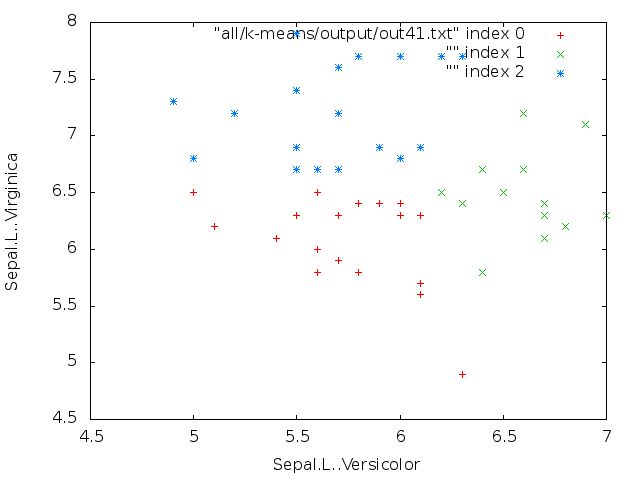 "all/k-means/output/out41.txt" index 0
"" index 1
"" index 2
8
7.5
7
6.5
6
5.5
5
4.5
Sepal.L..Virginica
4.5 5 5.5 6 6.5 7
Sepal.L..Versicolor